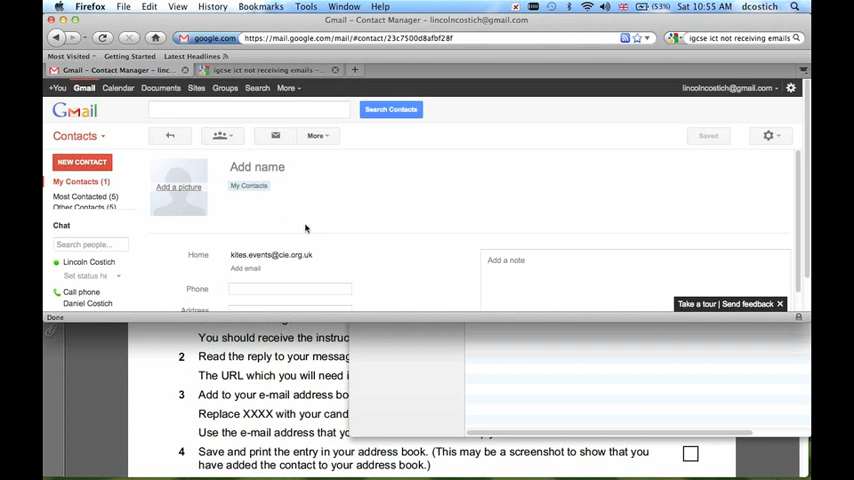 Firefox File Edit View History Bookmarks Tools Window Help (53%) Sat 10:55 AM dcostich
Gmail - Contact Manager - lincolncostich@gmail.com
google.com https://mail.google.com/mail/#contact/23c7500d8afbf28f igcse ict not receiving emails
Most Visited Getting Started Latest Headlines
Gmail - Contact Manager - linc... igcse ict not receiving emails - ...
+You Gmail Calendar Documents Sites Groups Search More lincolncostich@gmail.com
Gmail Search Contacts
Contacts More Saved
NEW CONTACT
Add name
Add a picture
My Contacts
My Contacts (1)
Most Contacted (5)
Other Contacts (5)
Chat
Search people...
Lincoln Costich
Set status he
Call phone
Daniel Costich
Home kites.events@cie.org.uk
Add email
Phone
Address
Add a note
Take a tour | Send feedback
Done
You should receive the instruc
2 Read the reply to your messag
The URL which you will need i
3 Add to your e-mail address bo
Replace XXXX with your cand
Use the e-mail address that y
4 Save and print the entry in your address book. (This may be a screenshot to show that you
have added the contact to your address book.)